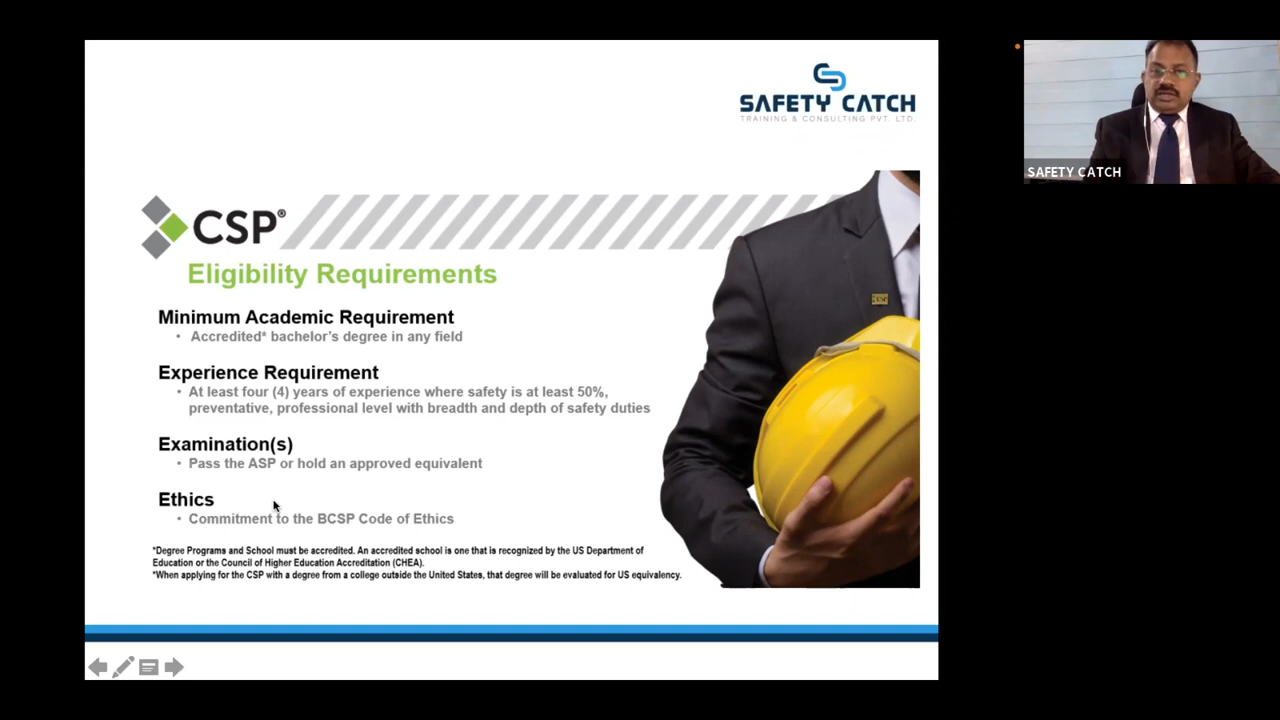 SAFETY CATCH
TRAINING & CONSULTING PVT. LTD.
SAFETY CATCH
CSP®
Eligibility Requirements
Minimum Academic Requirement
• Accredited* bachelor's degree in any field
Experience Requirement
• At least four (4) years of experience where safety is at least 50%,
preventative, professional level with breadth and depth of safety duties
Examination(s)
• Pass the ASP or hold an approved equivalent
Ethics
• Commitment to the BCSP Code of Ethics
*Degree Programs and School must be accredited. An accredited school is one that is recognized by the US Department of
Education or the Council of Higher Education Accreditation (CHEA).
*When applying for the CSP with a degree from a college outside the United States, that degree will be evaluated for US equivalency.